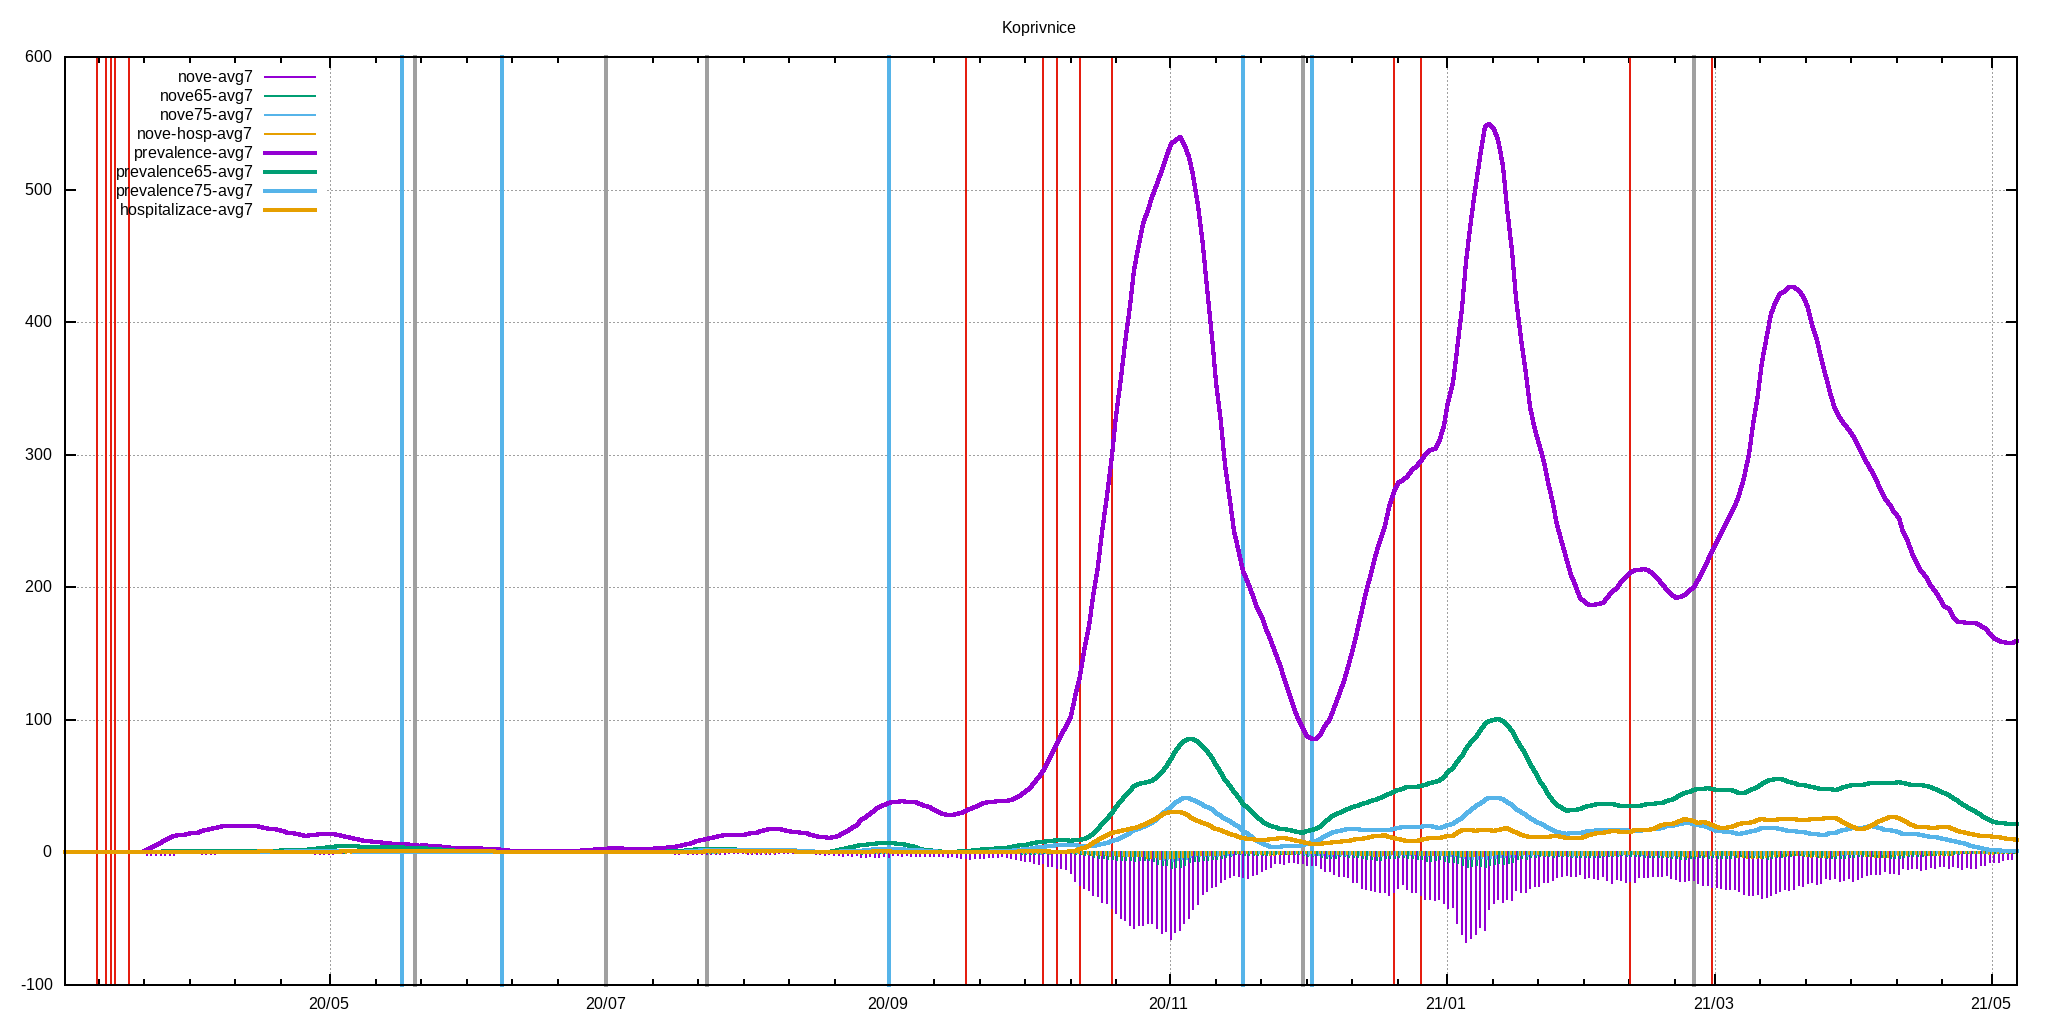 Koprivnice
600
500
400
300
200
100
0
-100
nove-avg7
nove65-avg7
nove75-avg7
nove-hosp-avg7
prevalence-avg7
prevalence65-avg7
prevalence75-avg7
hospitalizace-avg7
20/05
20/07
20/09
20/11
21/01
21/03
21/05